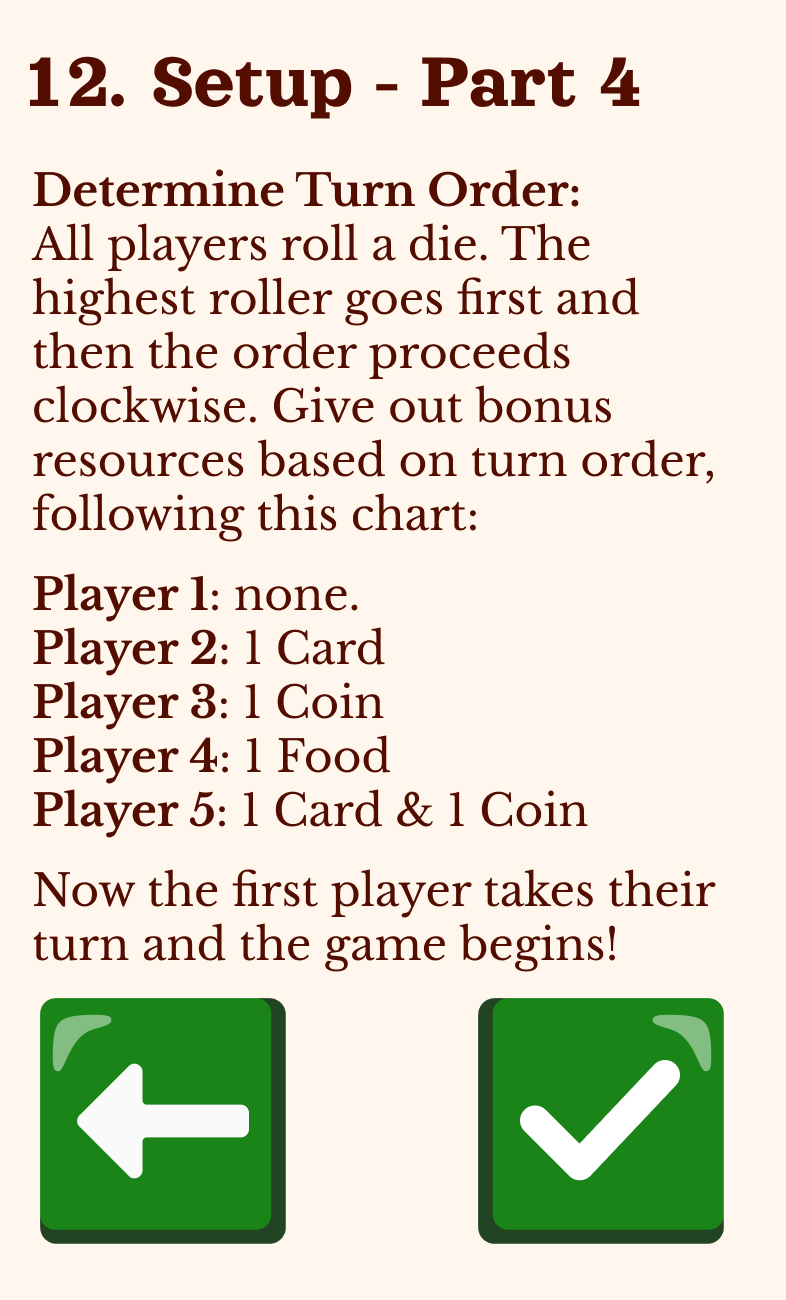 12. Setup - Part 4
Determine Turn Order:
All players roll a die. The
highest roller goes first and
then the order proceeds
clockwise. Give out bonus
resources based on turn order,
following this chart:
Player 1: none.
Player 2: 1 Card
Player 3: 1 Coin
Player 4: 1 Food
Player 5: 1 Card & 1 Coin
Now the first player takes their
turn and the game begins!